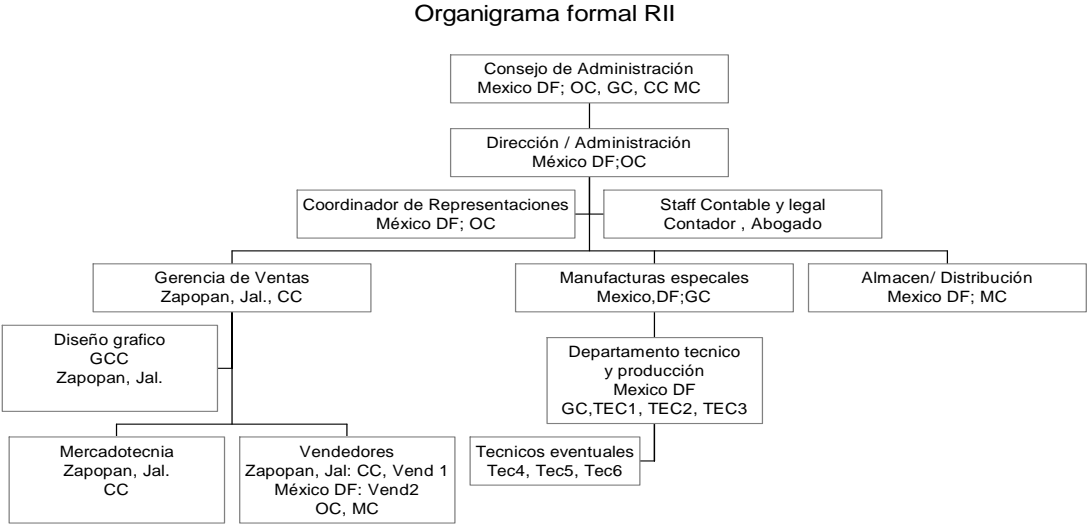 Organigrama formal RII
Consejo de Administración
Mexico DF; OC, GC, CC MC
Dirección / Administración
México DF;OC
Coordinador de Representaciones
México DF; OC
Staff Contable y legal
Contador , Abogado
Gerencia de Ventas
Zapopan, Jal., CC
Manufacturas especales
Mexico,DF;GC
Almacen/ Distribución
Mexico DF; MC
Diseño grafico
GCC
Zapopan, Jal.
Departamento tecnico
y producción
Mexico DF
GC,TEC1, TEC2, TEC3
Mercadotecnia
Zapopan, Jal.
CC
Vendedores
Zapopan, Jal: CC, Vend 1
México DF: Vend2
OC, MC
Tecnicos eventuales
Tec4, Tec5, Tec6